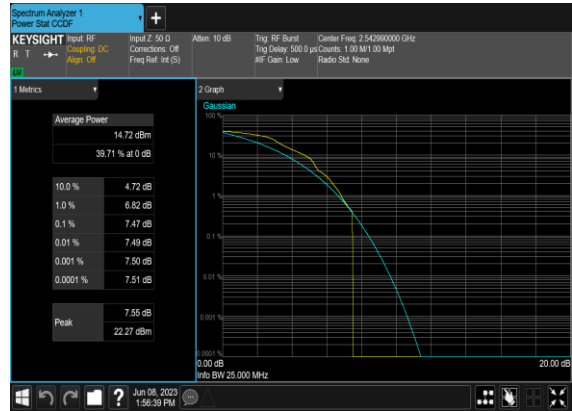 Spectrum Analyzer 1
Power Stat CCDF
+
KEYSIGHT
R T
LW
Input: RF
Coupling: DC
Align: Off
Input Z: 50 Ω
Corrections: Off
Freq Ref: Int (S)
Atten: 10 dB
Trig: RF Burst
Trig Delay: 500.0 µs
#IF Gain: Low
Center Freq: 2.542990000 GHz
Counts: 1.00 M/1.00 Mpt
Radio Std: None
1 Metrics
Average Power
14.72 dBm
39.71 % at 0 dB
10.0 % 4.72 dB
1.0 % 6.82 dB
0.1 % 7.47 dB
0.01 % 7.49 dB
0.001 % 7.50 dB
0.0001 % 7.51 dB
Peak
7.55 dB
22.27 dBm
2 Graph
Gaussian
100 %
10 %
1 %
0.1 %
0.01 %
0.001 %
0.0001 %
0.00 dB
20.00 dB
Info BW 25.000 MHz
?
Jun 08, 2023
1:56:39 PM